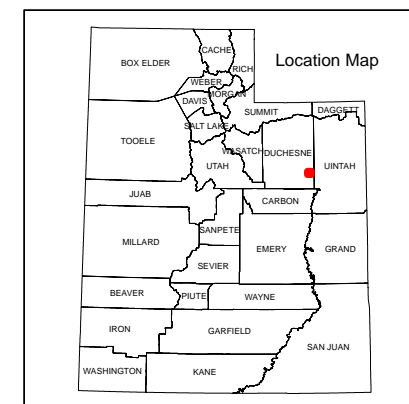 Location Map
BOX ELDER
CACHE
RICH
WEBER
MORGAN
DAVIS
SUMMIT
DAGGETT
SALT LAKE
TOOELE
WASATCH
DUCHESNE
UINTAH
UTAH
JUAB
CARBON
SANPETE
MILLARD
EMERY
GRAND
SEVIER
BEAVER
PIUTE
WAYNE
IRON
GARFIELD
SAN JUAN
WASHINGTON
KANE